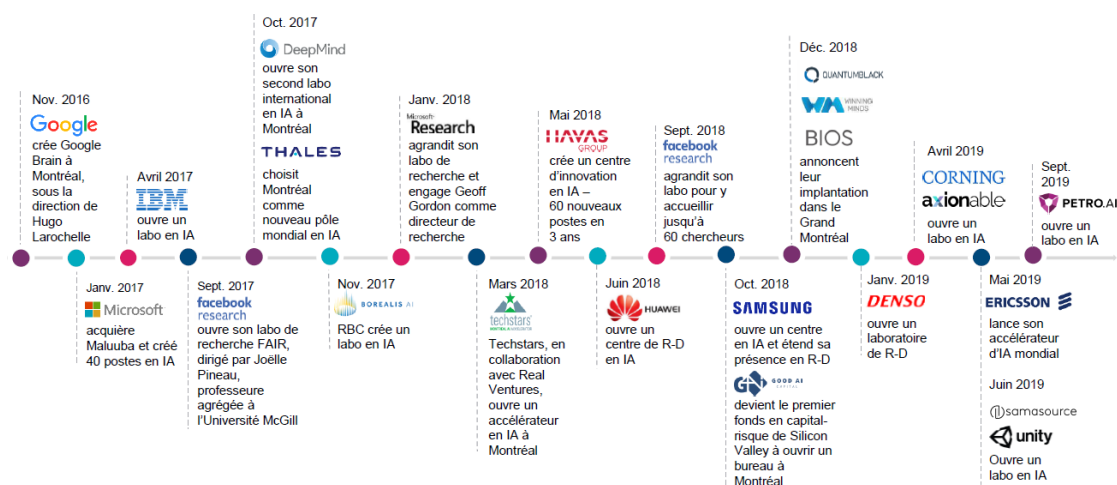 Nov. 2016
Google
crée Google
Brain à
Montréal,
sous la
direction de
Hugo
Larochelle
Janv. 2017
Microsoft
acquière
Maluuba et créé
40 postes en IA
Avril 2017
IBM
ouvre un
labo en IA
Sept. 2017
facebook
research
ouvre son labo de
recherche FAIR,
dirigé par Joëlle
Pineau,
professeure
agrégée à
l'Université McGill
Oct. 2017
DeepMind
ouvre son
second labo
international
en IA à
Montréal
THALES
choisit
Montréal
comme
nouveau pôle
mondial en IA
Nov. 2017
BOREALIS AI
RBC crée un
labo en IA
Janv. 2018
Microsoft
Research
agrandit son
labo de
recherche et
engage Geoff
Gordon comme
directeur de
recherche
Mars 2018
techstars
Techstars, en
collaboration
avec Real
Ventures,
ouvre un
accélérateur
en IA à
Montréal
Mai 2018
HAVAS
GROUP
crée un centre
d'innovation
en IA –
60 nouveaux
postes en
3 ans
Juin 2018
HUAWEI
ouvre un
centre de R-D
en IA
Sept. 2018
facebook
research
agrandit son
labo pour y
accueillir
jusqu'à
60 chercheurs
Oct. 2018
SAMSUNG
ouvre un centre
en IA et étend sa
présence en R-D
GOOD AI
CAPITAL
devient le premier
fonds en capital-
risque de Silicon
Valley à ouvrir un
bureau à
Montréal
Déc. 2018
QUANTUMBLACK
WM WINNING
MINDS
BIOS
annoncent
leur
implantation
dans le
Grand
Montréal
Janv. 2019
DENSO
ouvre un
laboratoire
de R-D
Avril 2019
CORNING
axionable
ouvre un
labo en IA
Mai 2019
ERICSSON
lance son
accélérateur
d'IA mondial
Juin 2019
samasource
unity
Ouvre un
labo en IA
Sept.
2019
PETRO.AI
ouvre un
labo en IA